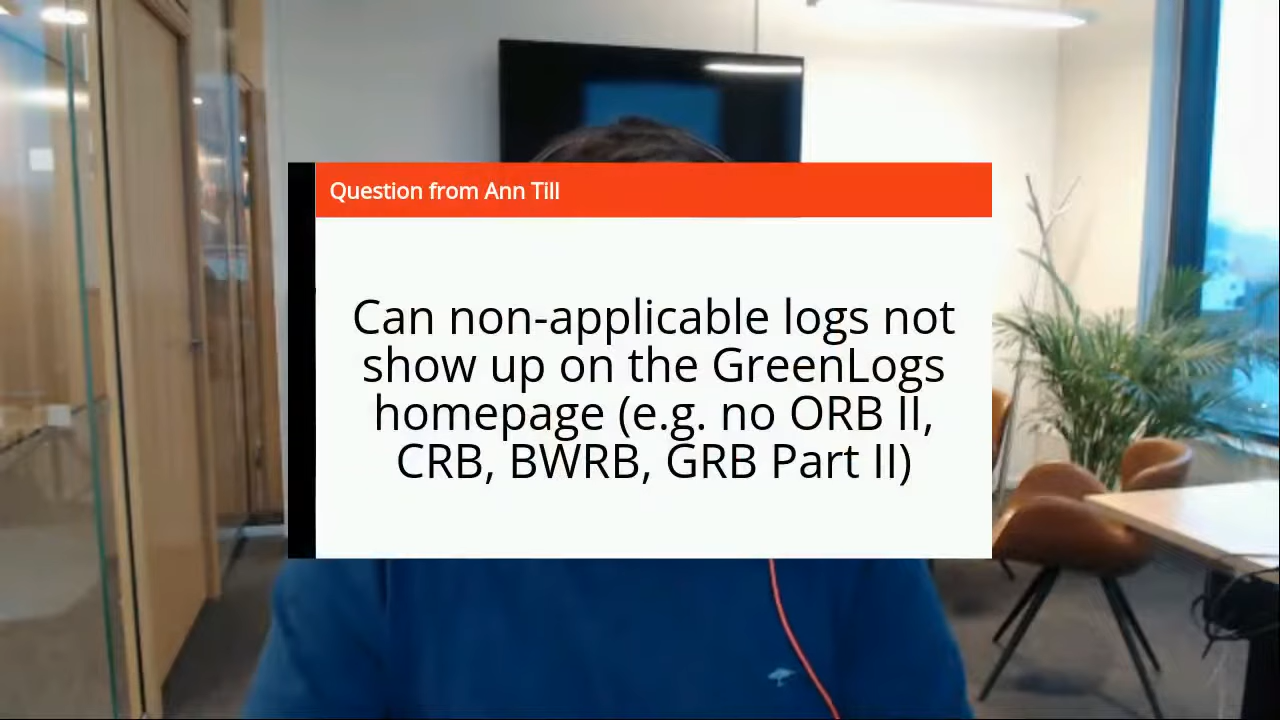 Question from Ann Till
Can non-applicable logs not
show up on the GreenLogs
homepage (e.g. no ORB II,
CRB, BWRB, GRB Part II)